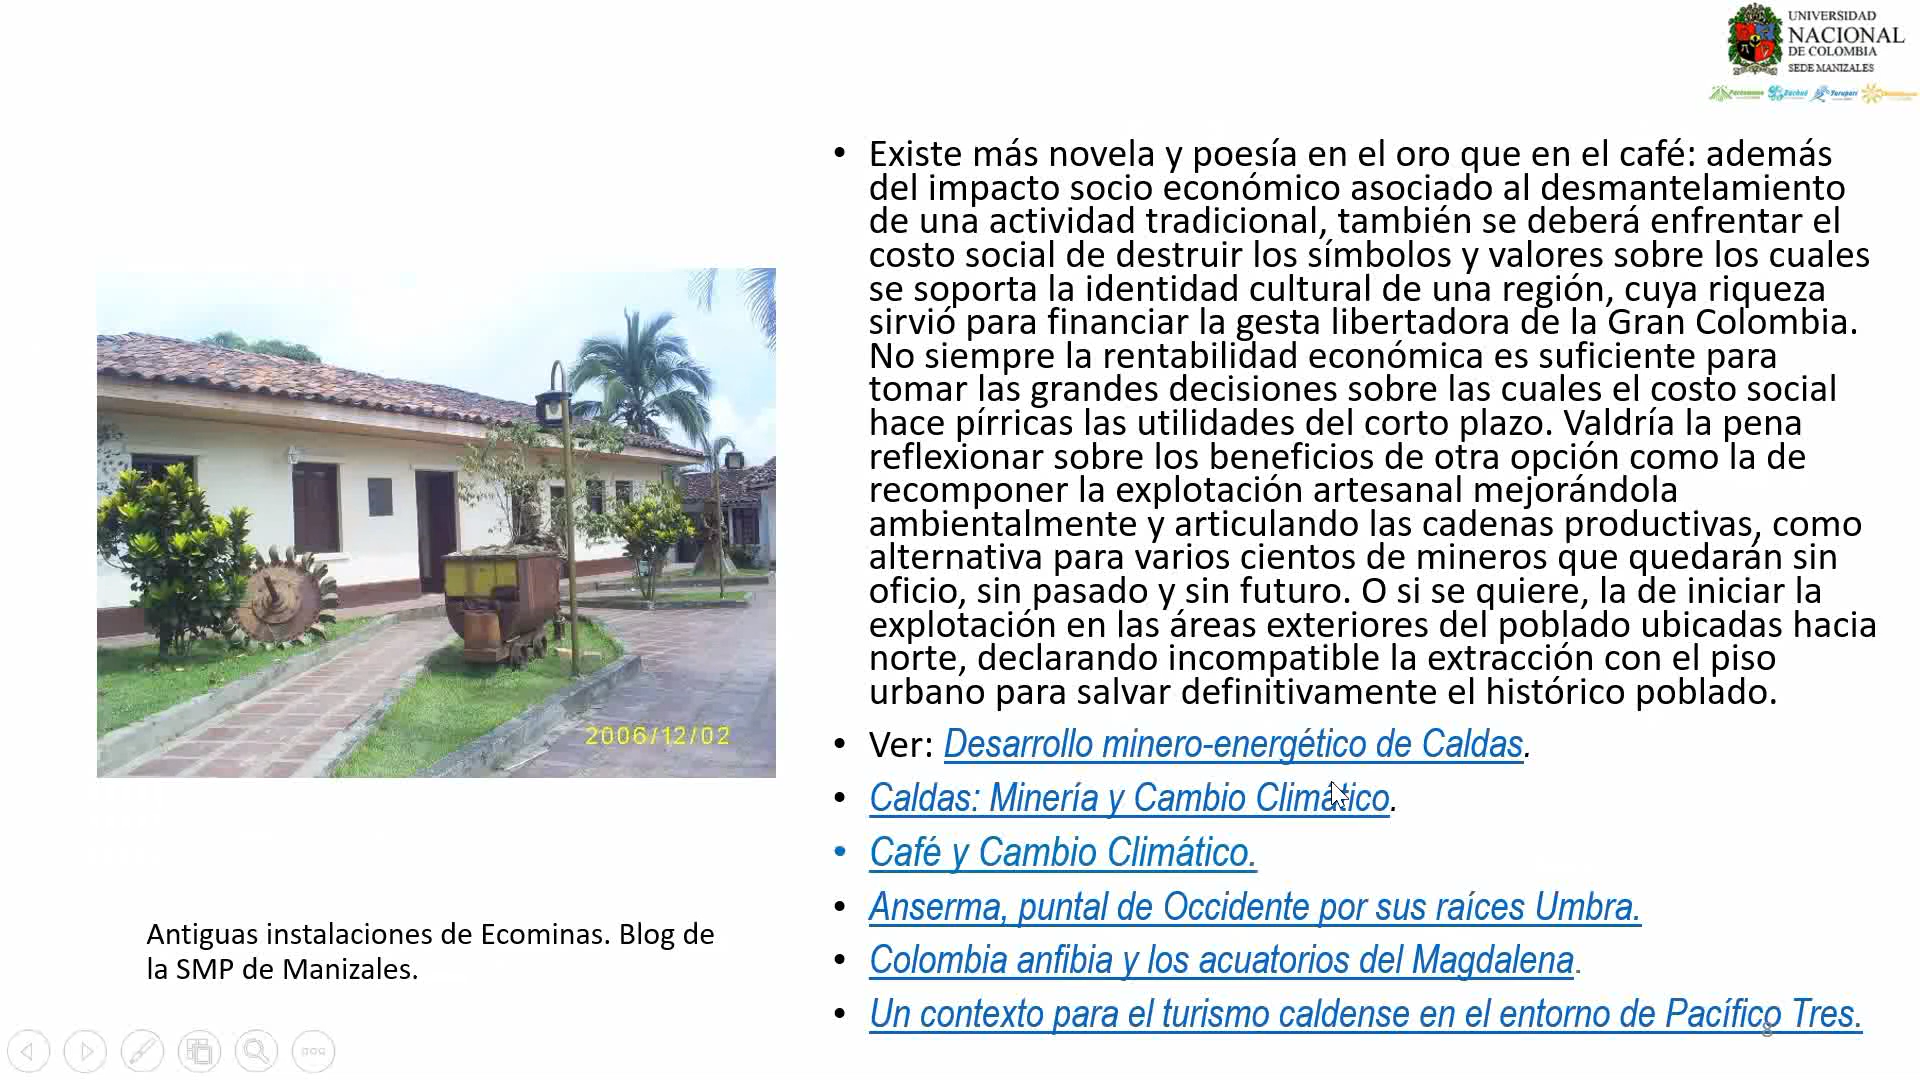 UNIVERSIDAD
NACIONAL
DE COLOMBIA
SEDE MANIZALES
• Existe más novela y poesía en el oro que en el café: además
del impacto socio económico asociado al desmantelamiento
de una actividad tradicional, también se deberá enfrentar el
costo social de destruir los símbolos y valores sobre los cuales
se soporta la identidad cultural de una región, cuya riqueza
sirvió para financiar la gesta libertadora de la Gran Colombia.
No siempre la rentabilidad económica es suficiente para
tomar las grandes decisiones sobre las cuales el costo social
hace pírricas las utilidades del corto plazo. Valdría la pena
reflexionar sobre los beneficios de otra opción como la de
recomponer la explotación artesanal mejorándola
ambientalmente y articulando las cadenas productivas, como
alternativa para varios cientos de mineros que quedarán sin
oficio, sin pasado y sin futuro. O si se quiere, la de iniciar la
explotación en las áreas exteriores del poblado ubicadas hacia
norte, declarando incompatible la extracción con el piso
urbano para salvar definitivamente el histórico poblado.
• Ver: Desarrollo minero-energético de Caldas.
• Caldas: Minería y Cambio Climático.
• Café y Cambio Climático.
• Anserma, puntal de Occidente por sus raíces Umbra.
• Colombia anfibia y los acuatorios del Magdalena.
• Un contexto para el turismo caldense en el entorno de Pacífico Tres.
2006/12/02
Antiguas instalaciones de Ecominas. Blog de
la SMP de Manizales.
8